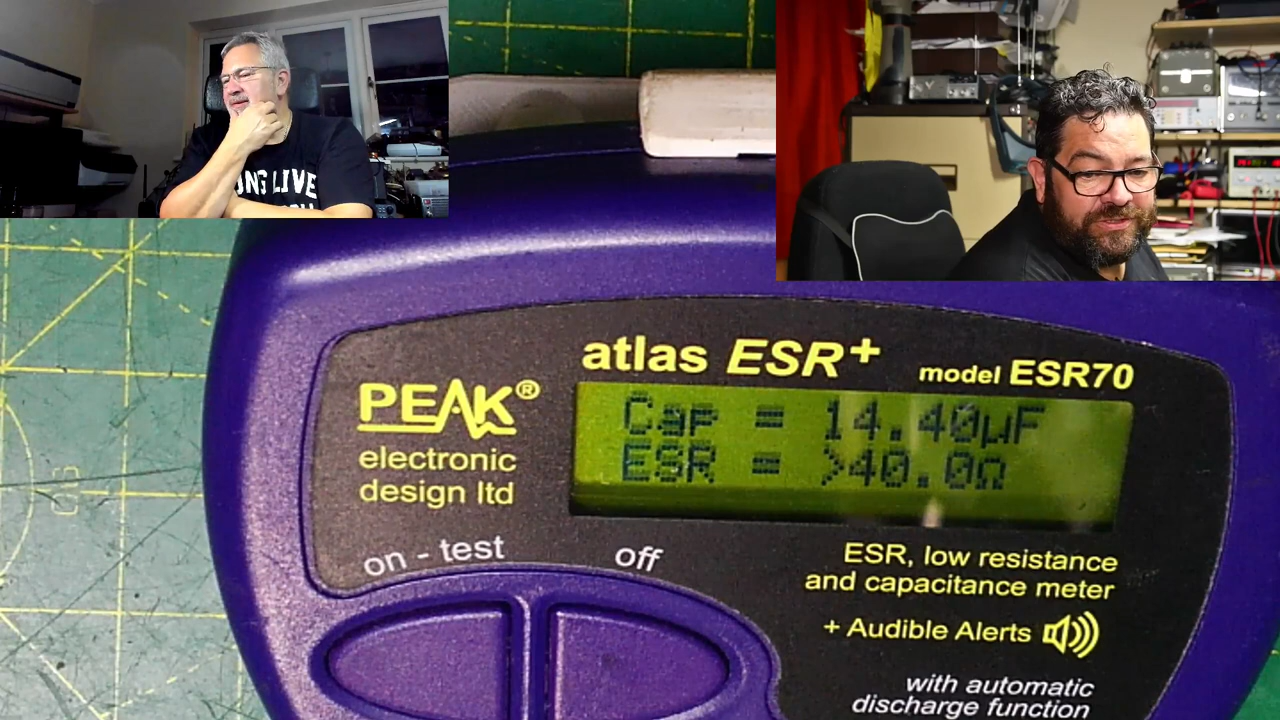 LIVE
atlas ESR+
model ESR70
PEAK®
electronic
design ltd
Cap = 14.40µF
ESR = >40.0Ω
on - test
off
ESR, low resistance
and capacitance meter
+ Audible Alerts
with automatic
discharge function